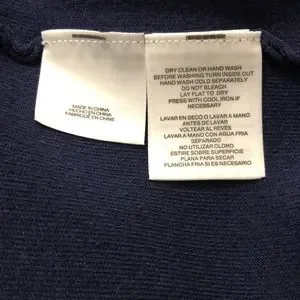 MADE IN CHINA
HECHO EN CHINA
FABRIQUÉ EN CHINE
DRY CLEAN OR HAND WASH
BEFORE WASHING TURN INSIDE OUT
HAND WASH COLD SEPARATELY
DO NOT BLEACH
LAY FLAT TO DRY
PRESS WITH COOL IRON IF
NECESSARY
LAVAR EN SECO O LAVAR A MANO
ANTES DE LAVAR
VOLTEAR AL REVÉS
LAVAR A MANO CON AGUA FRIA
SEPARADO
NO UTILIZAR CLORO
ESTIRE SOBRE SUPERFICIE
PLANA PARA SECAR
PLANCHA FRIA SI ES NECESARIO